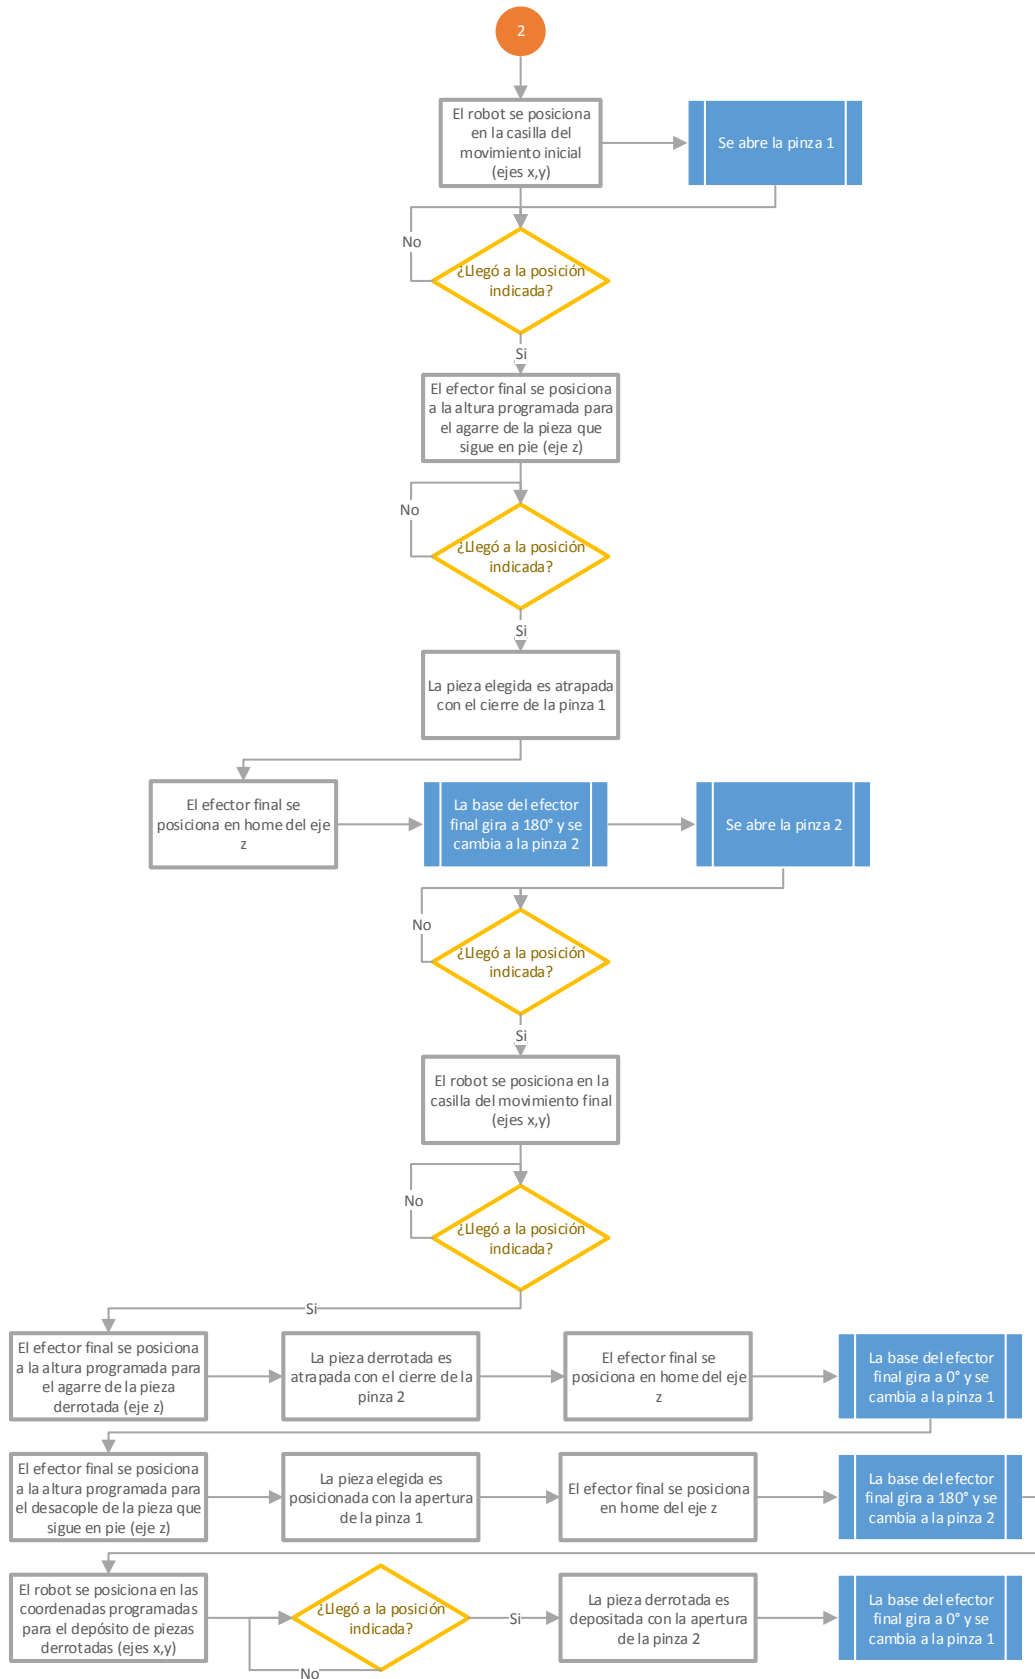 2
El robot se posiciona
en la casilla del
movimiento inicial
(ejes x,y)
Se abre la pinza 1
No
¿Llegó a la posición
indicada?
Si
El efector final se posiciona
a la altura programada para
el agarre de la pieza que
sigue en pie (eje z)
No
¿Llegó a la posición
indicada?
Si
La pieza elegida es atrapada
con el cierre de la pinza 1
El efector final se
posiciona en home del eje
z
La base del efector
final gira a 180° y se
cambia a la pinza 2
Se abre la pinza 2
No
¿Llegó a la posición
indicada?
Si
El robot se posiciona en la
casilla del movimiento final
(ejes x,y)
No
¿Llegó a la posición
indicada?
Si
El efector final se posiciona
a la altura programada para
el agarre de la pieza
derrotada (eje z)
La pieza derrotada es
atrapada con el cierre de la
pinza 2
El efector final se
posiciona en home del eje
z
La base del efector
final gira a 0° y se
cambia a la pinza 1
El efector final se posiciona
a la altura programada para
el desacople de la pieza que
sigue en pie (eje z)
La pieza elegida es
posicionada con la apertura
de la pinza 1
El efector final se posiciona
en home del eje z
La base del efector
final gira a 180° y se
cambia a la pinza 2
El robot se posiciona en las
coordenadas programadas
para el depósito de piezas
derrotadas (ejes x,y)
¿Llegó a la posición
indicada?
No
Si
La pieza derrotada es
depositada con la apertura
de la pinza 2
La base del efector
final gira a 0° y se
cambia a la pinza 1